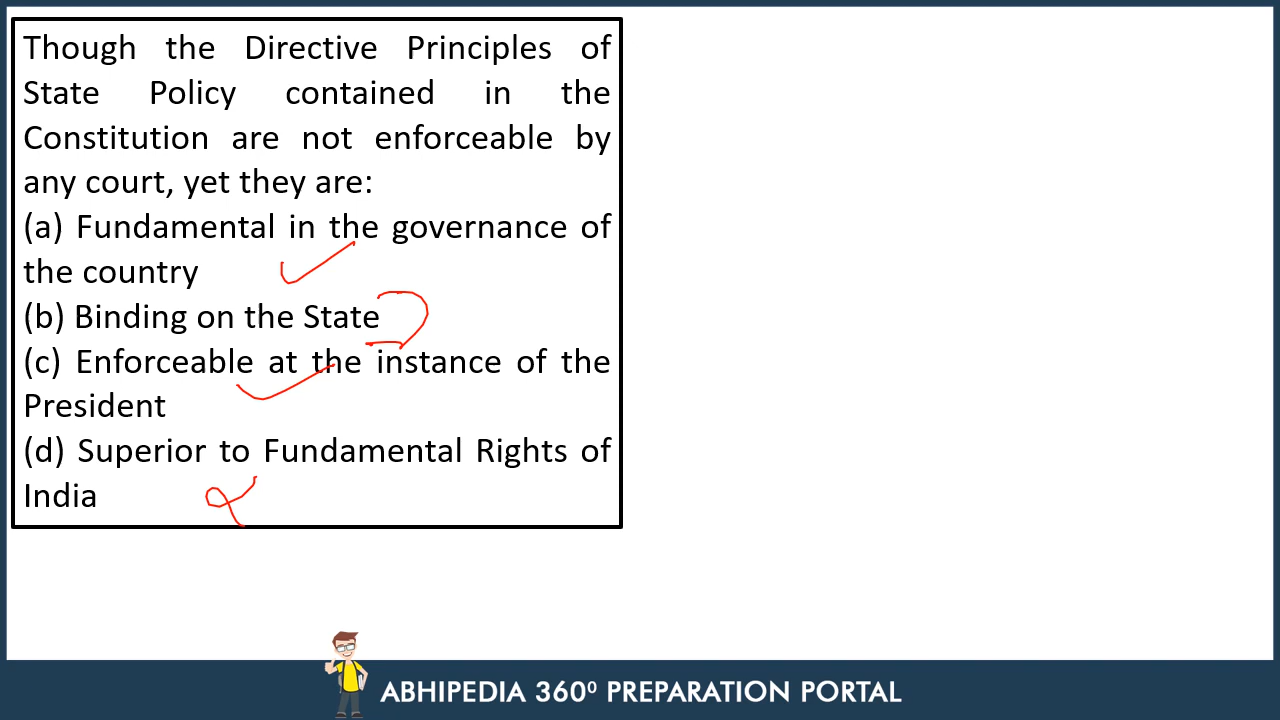 Though the Directive Principles of
State Policy contained in the
Constitution are not enforceable by
any court, yet they are:
(a) Fundamental in the governance of
the country
(b) Binding on the State
(c) Enforceable at the instance of the
President
(d) Superior to Fundamental Rights of
India
ABHIPEDIA 360⁰ PREPARATION PORTAL